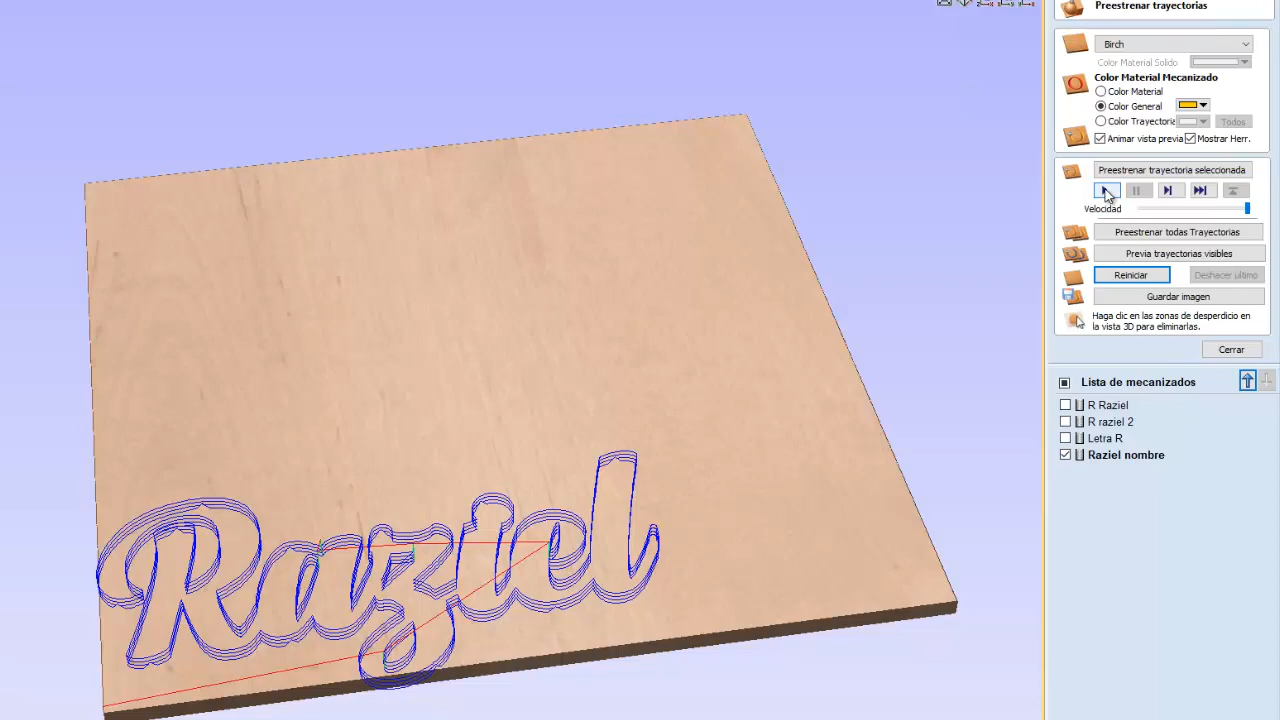 Preestrenar trayectorias
Birch
Color Material Solido
Color Material Mecanizado
Color Material
Color General
Color Trayectoria
Todos
Animar vista previa
Mostrar Herr.
Preestrenar trayectoria seleccionada
Velocidad
Preestrenar todas Trayectorias
Previa trayectorias visibles
Reiniciar
Deshacer ultimo
Guardar imagen
Haga clic en las zonas de desperdicio en
la vista 3D para eliminarlas.
Cerrar
Lista de mecanizados
R Raziel
R raziel 2
Letra R
Raziel nombre
Raziel